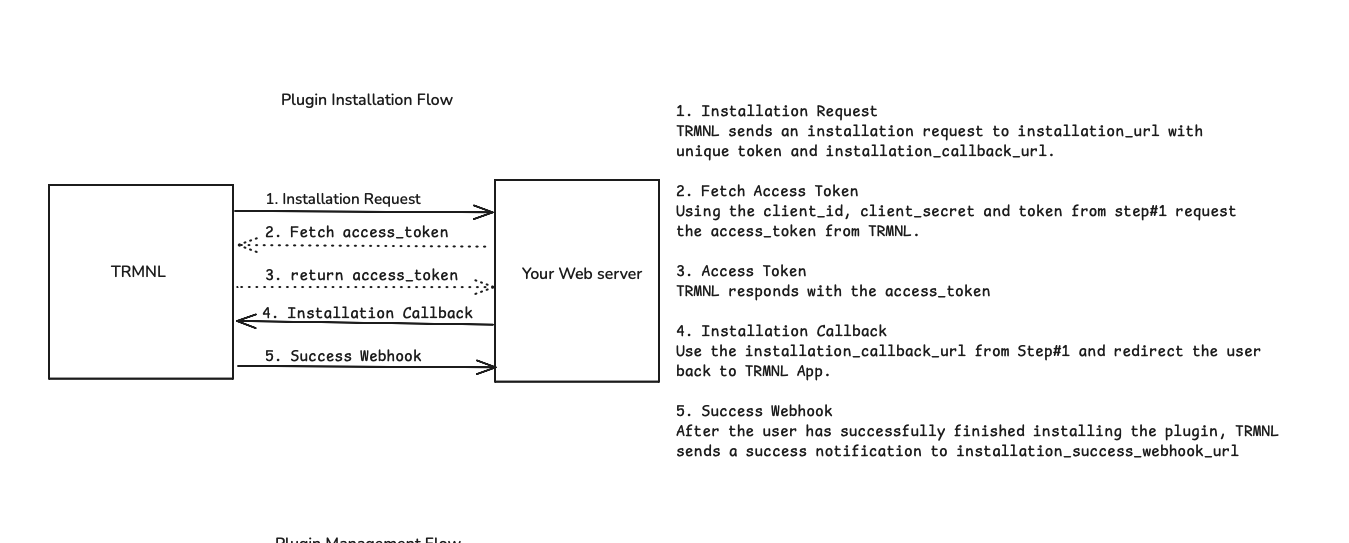 Plugin Installation Flow
TRMNL
1. Installation Request
2. Fetch access_token
3. return access_token
4. Installation Callback
5. Success Webhook
Your Web server
1. Installation Request
TRMNL sends an installation request to installation_url with
unique token and installation_callback_url.
2. Fetch Access Token
Using the client_id, client_secret and token from step#1 request
the access_token from TRMNL.
3. Access Token
TRMNL responds with the access_token
4. Installation Callback
Use the installation_callback_url from Step#1 and redirect the user
back to TRMNL App.
5. Success Webhook
After the user has successfully finished installing the plugin, TRMNL
sends a success notification to installation_success_webhook_url
Plugin Management Flow